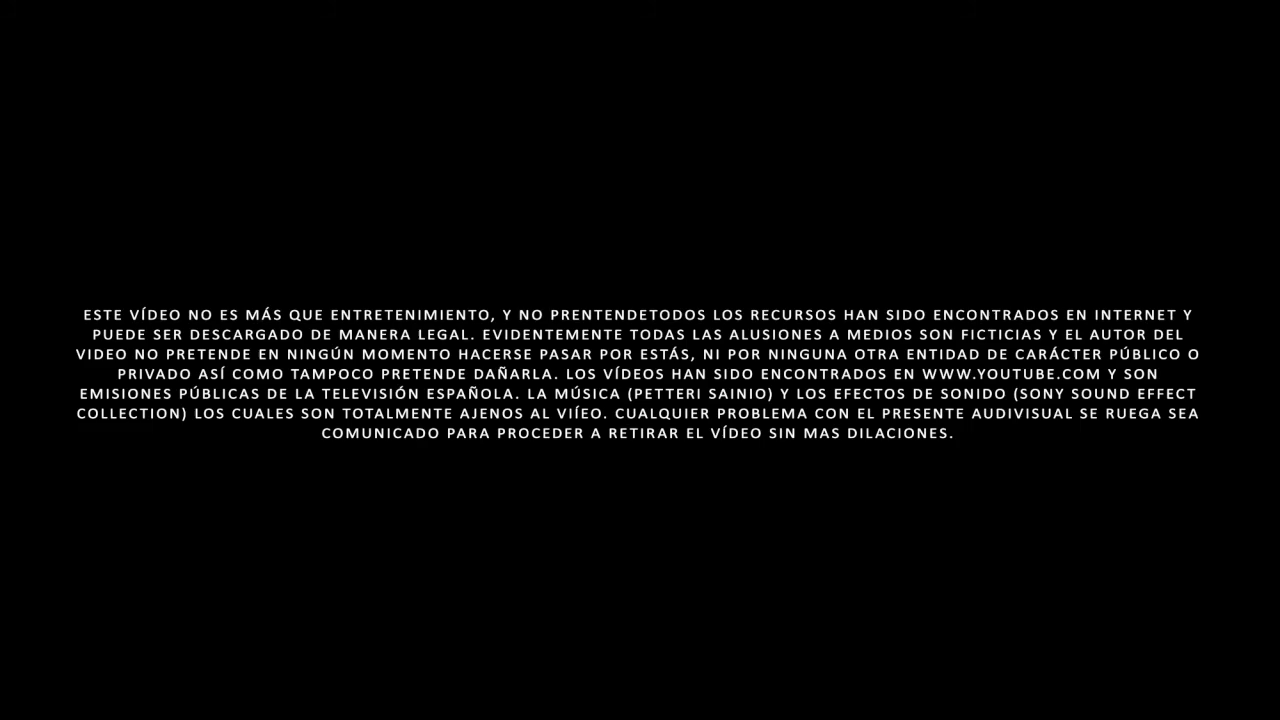 ESTE VÍDEO NO ES MÁS QUE ENTRETENIMIENTO, Y NO PRENTENDETODOS LOS RECURSOS HAN SIDO ENCONTRADOS EN INTERNET Y
PUEDE SER DESCARGADO DE MANERA LEGAL. EVIDENTEMENTE TODAS LAS ALUSIONES A MEDIOS SON FICTICIAS Y EL AUTOR DEL
VIDEO NO PRETENDE EN NINGÚN MOMENTO HACERSE PASAR POR ESTÁS, NI POR NINGUNA OTRA ENTIDAD DE CARÁCTER PÚBLICO O
PRIVADO ASÍ COMO TAMPOCO PRETENDE DAÑARLA. LOS VÍDEOS HAN SIDO ENCONTRADOS EN WWW.YOUTUBE.COM Y SON
EMISIONES PÚBLICAS DE LA TELEVISIÓN ESPAÑOLA. LA MÚSICA (PETTERI SAINIO) Y LOS EFECTOS DE SONIDO (SONY SOUND EFFECT
COLLECTION) LOS CUALES SON TOTALMENTE AJENOS AL VIÍEO. CUALQUIER PROBLEMA CON EL PRESENTE AUDIVISUAL SE RUEGA SEA
COMUNICADO PARA PROCEDER A RETIRAR EL VÍDEO SIN MAS DILACIONES.